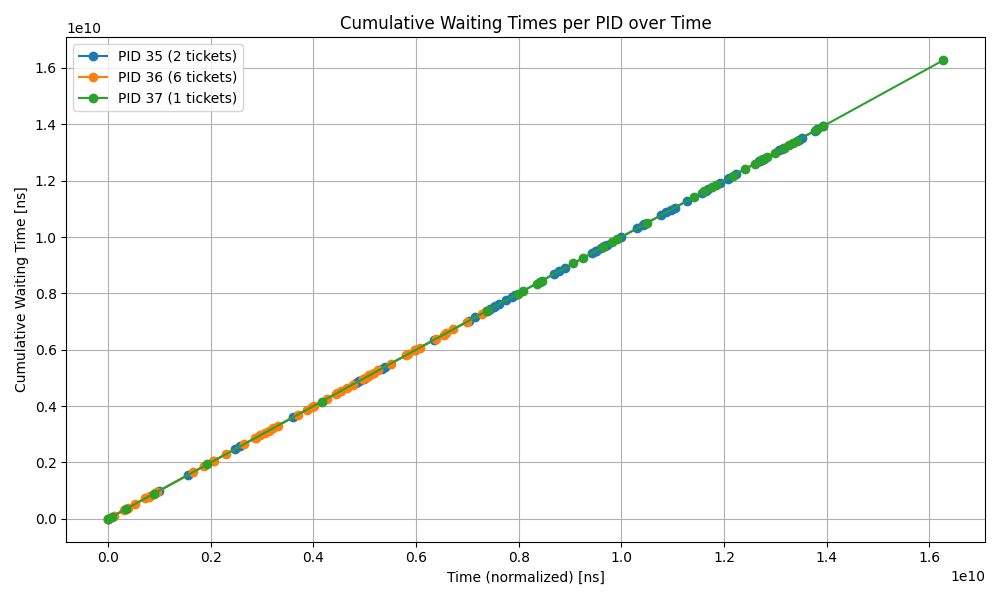 Cumulative Waiting Times per PID over Time
1e10
PID 35 (2 tickets)
PID 36 (6 tickets)
PID 37 (1 tickets)
1.6
1.4
1.2
1.0
0.8
0.6
0.4
0.2
0.0
Cumulative Waiting Time [ns]
0.0 0.2 0.4 0.6 0.8 1.0 1.2 1.4 1.6
1e10
Time (normalized) [ns]